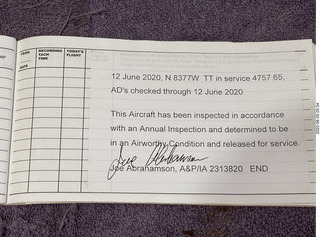 YEAR:
RECORDING
TACH
TIME
TODAY'S
FLIGHT
DATE
12 June 2020, N 8377W TT in service 4757.65,
AD's checked through 12 June 2020
This Aircraft has been inspected in accordance
with an Annual Inspection and determined to be
in an Airworthy Condition and released for service.
Joe Abrahamson
Joe Abrahamson, A&P/IA 2313820 END